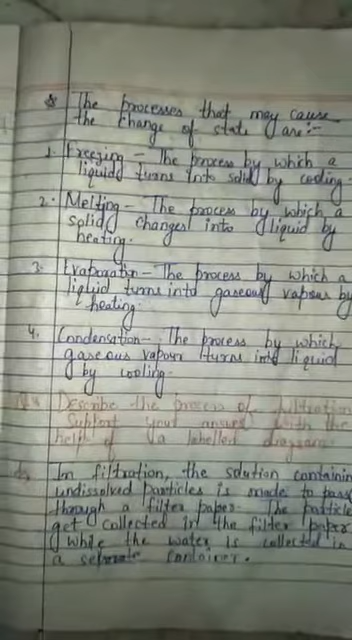 The processes that may cause
the change of state are:-
1. Freezing - The process by which a
liquid turns into solid by cooling.
2. Melting - The process by which a
solid changes into liquid by
heating.
3. Evaporation - The process by which a
liquid turns into gaseous vapour by
heating.
4. Condensation - The process by which
gaseous vapour turns into liquid
by cooling.
Describe the process of filtration
Support your answer with the
help of a labelled diagram.
In filtration, the solution containin
undissolved particles is made to pass
through a filter paper. The particle
get collected in the filter paper
while the water is collected in
a seperate container.